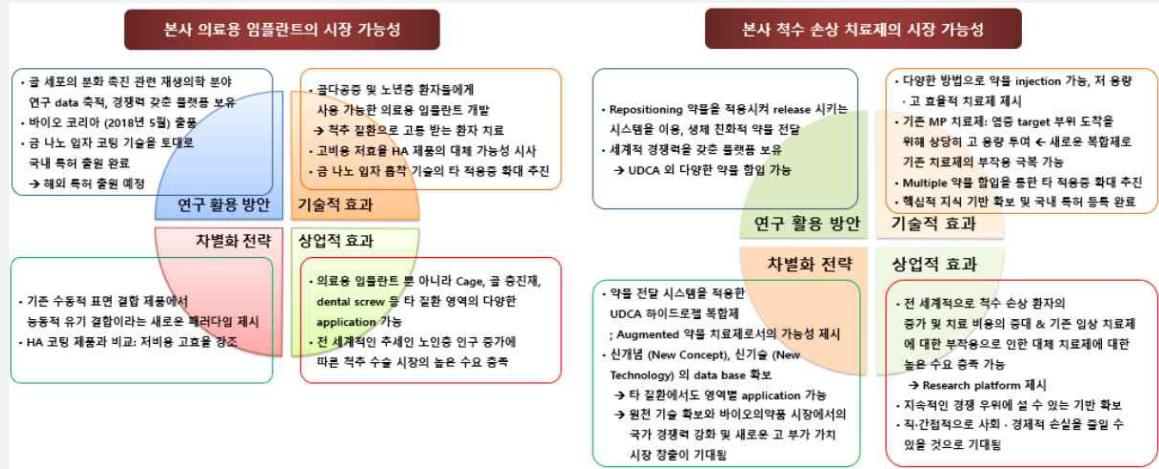 본사 의료용 임플란트의 시장 가능성
• 골 세포의 분화 촉진 관련 재생의학 분야
연구 data 축적, 경쟁력 갖춘 플랫폼 보유
• 바이오 코리아 (2018년 5월) 출품
• 금 나노 입자 코팅 기술을 토대로
국내 특허 출원 완료
→ 해외 특허 출원 예정
연구 활용 방안
• 골다공증 및 노년층 환자들에게
사용 가능한 의료용 임플란트 개발
→ 척추 질환으로 고통 받는 환자 치료
• 고비용 저효율 HA 제품의 대체 가능성 시사
• 금 나노 입자 흡착 기술의 타 적응증 확대 추진
기술적 효과
차별화 전략
• 기존 수동적 표면 결합 제품에서
능동적 유기 결합이라는 새로운 패러다임 제시
• HA 코팅 제품과 비교: 저비용 고효율 강조
상업적 효과
• 의료용 임플란트 뿐 아니라 Cage, 골 충진재,
dental screw 등 타 질환 영역의 다양한
application 가능
• 전 세계적인 추세인 노인층 인구 증가에
따른 척추 수술 시장의 높은 수요 충족
본사 척수 손상 치료제의 시장 가능성
• Repositioning 약물을 적용시켜 release 시키는
시스템을 이용, 생체 친화적 약물 전달
• 세계적 경쟁력을 갖춘 플랫폼 보유
→ UDCA 외 다양한 약물 합입 가능
연구 활용 방안
• 다양한 방법으로 약물 injection 가능, 저 용량
· 고 효율적 치료제 제시
• 기존 MP 치료제: 염증 target 부위 도착을
위해 상당히 고 용량 투여 ← 새로운 복합제로
기존 치료제의 부작용 극복 가능
• Multiple 약물 합입을 통한 타 적응증 확대 추진
• 핵심적 지식 기반 확보 및 국내 특허 등록 완료
기술적 효과
차별화 전략
• 약물 전달 시스템을 적용한
UDCA 하이드로젤 복합제
; Augmented 약물 치료제로서의 가능성 제시
• 신개념 (New Concept), 신기술 (New
Technology) 의 data base 확보
→ 타 질환에서도 영역별 application 가능
→ 원천 기술 확보와 바이오의약품 시장에서의
국가 경쟁력 강화 및 새로운 고 부가 가치
시장 창출이 기대됨
상업적 효과
• 전 세계적으로 척수 손상 환자의
증가 및 치료 비용의 증대 & 기존 임상 치료제
에 대한 부작용으로 인한 대체 치료제에 대한
높은 수요 충족 가능
→ Research platform 제시
• 지속적인 경쟁 우위에 설 수 있는 기반 확보
• 직·간접적으로 사회 · 경제적 손실을 줄일 수
있을 것으로 기대됨